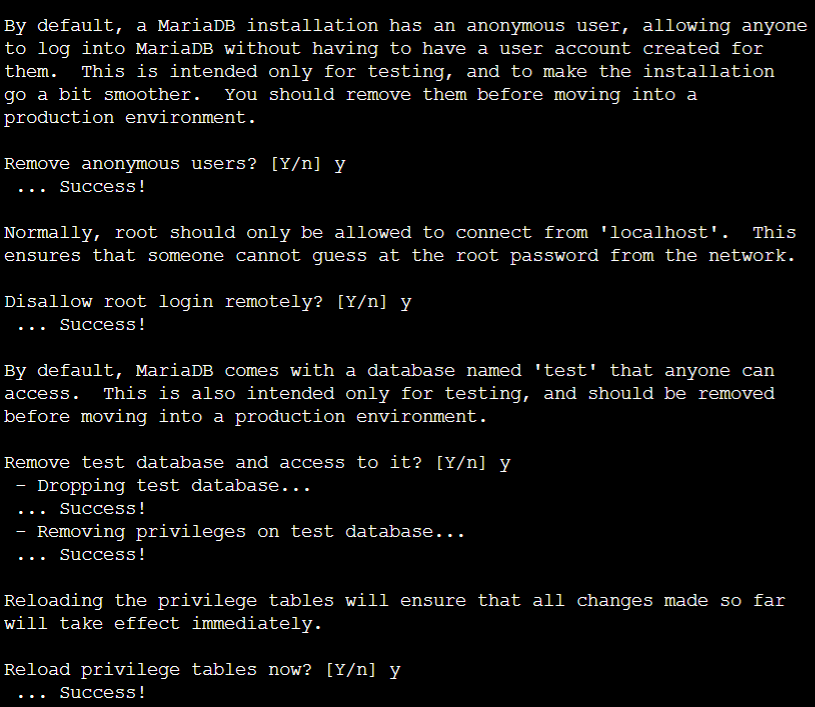 By default, a MariaDB installation has an anonymous user, allowing anyone
to log into MariaDB without having to have a user account created for
them.  This is intended only for testing, and to make the installation
go a bit smoother.  You should remove them before moving into a
production environment.

Remove anonymous users? [Y/n] y
 ... Success!

Normally, root should only be allowed to connect from 'localhost'.  This
ensures that someone cannot guess at the root password from the network.

Disallow root login remotely? [Y/n] y
 ... Success!

By default, MariaDB comes with a database named 'test' that anyone can
access.  This is also intended only for testing, and should be removed
before moving into a production environment.

Remove test database and access to it? [Y/n] y
 - Dropping test database...
 ... Success!
 - Removing privileges on test database...
 ... Success!

Reloading the privilege tables will ensure that all changes made so far
will take effect immediately.

Reload privilege tables now? [Y/n] y
 ... Success!